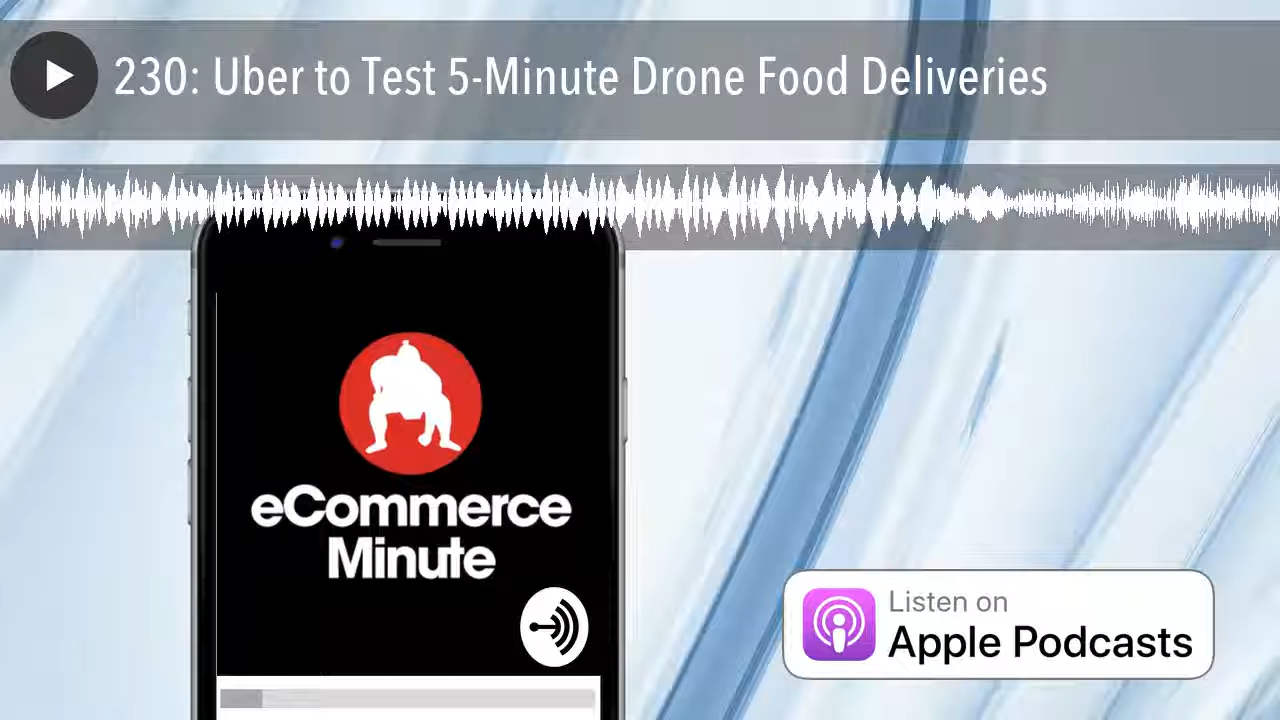 230: Uber to Test 5-Minute Drone Food Deliveries
eCommerce
Minute
Listen on
Apple Podcasts